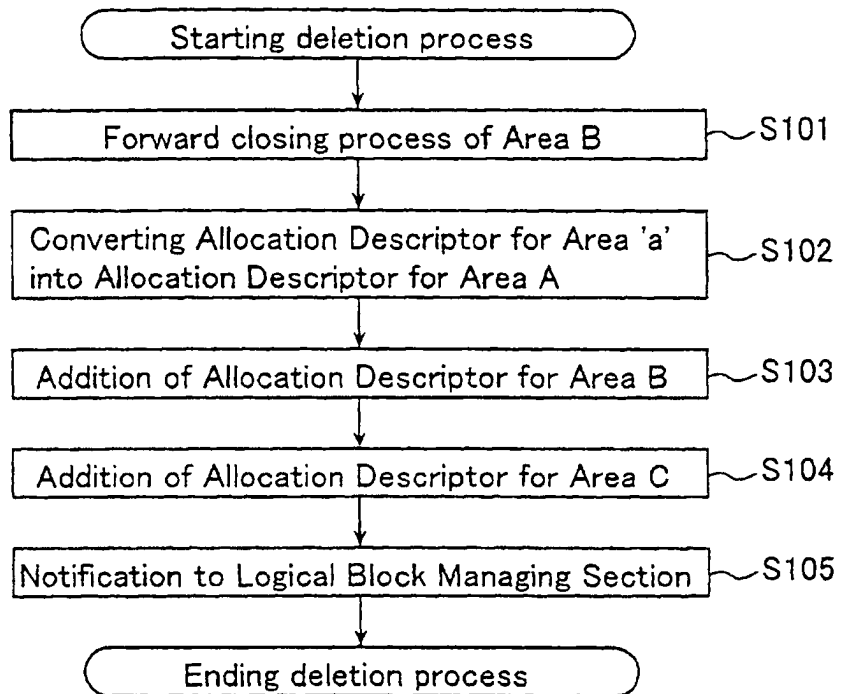 Starting deletion process
Forward closing process of Area B
S101
Converting Allocation Descriptor for Area 'a'
into Allocation Descriptor for Area A
S102
Addition of Allocation Descriptor for Area B
S103
Addition of Allocation Descriptor for Area C
S104
Notification to Logical Block Managing Section
S105
Ending deletion process